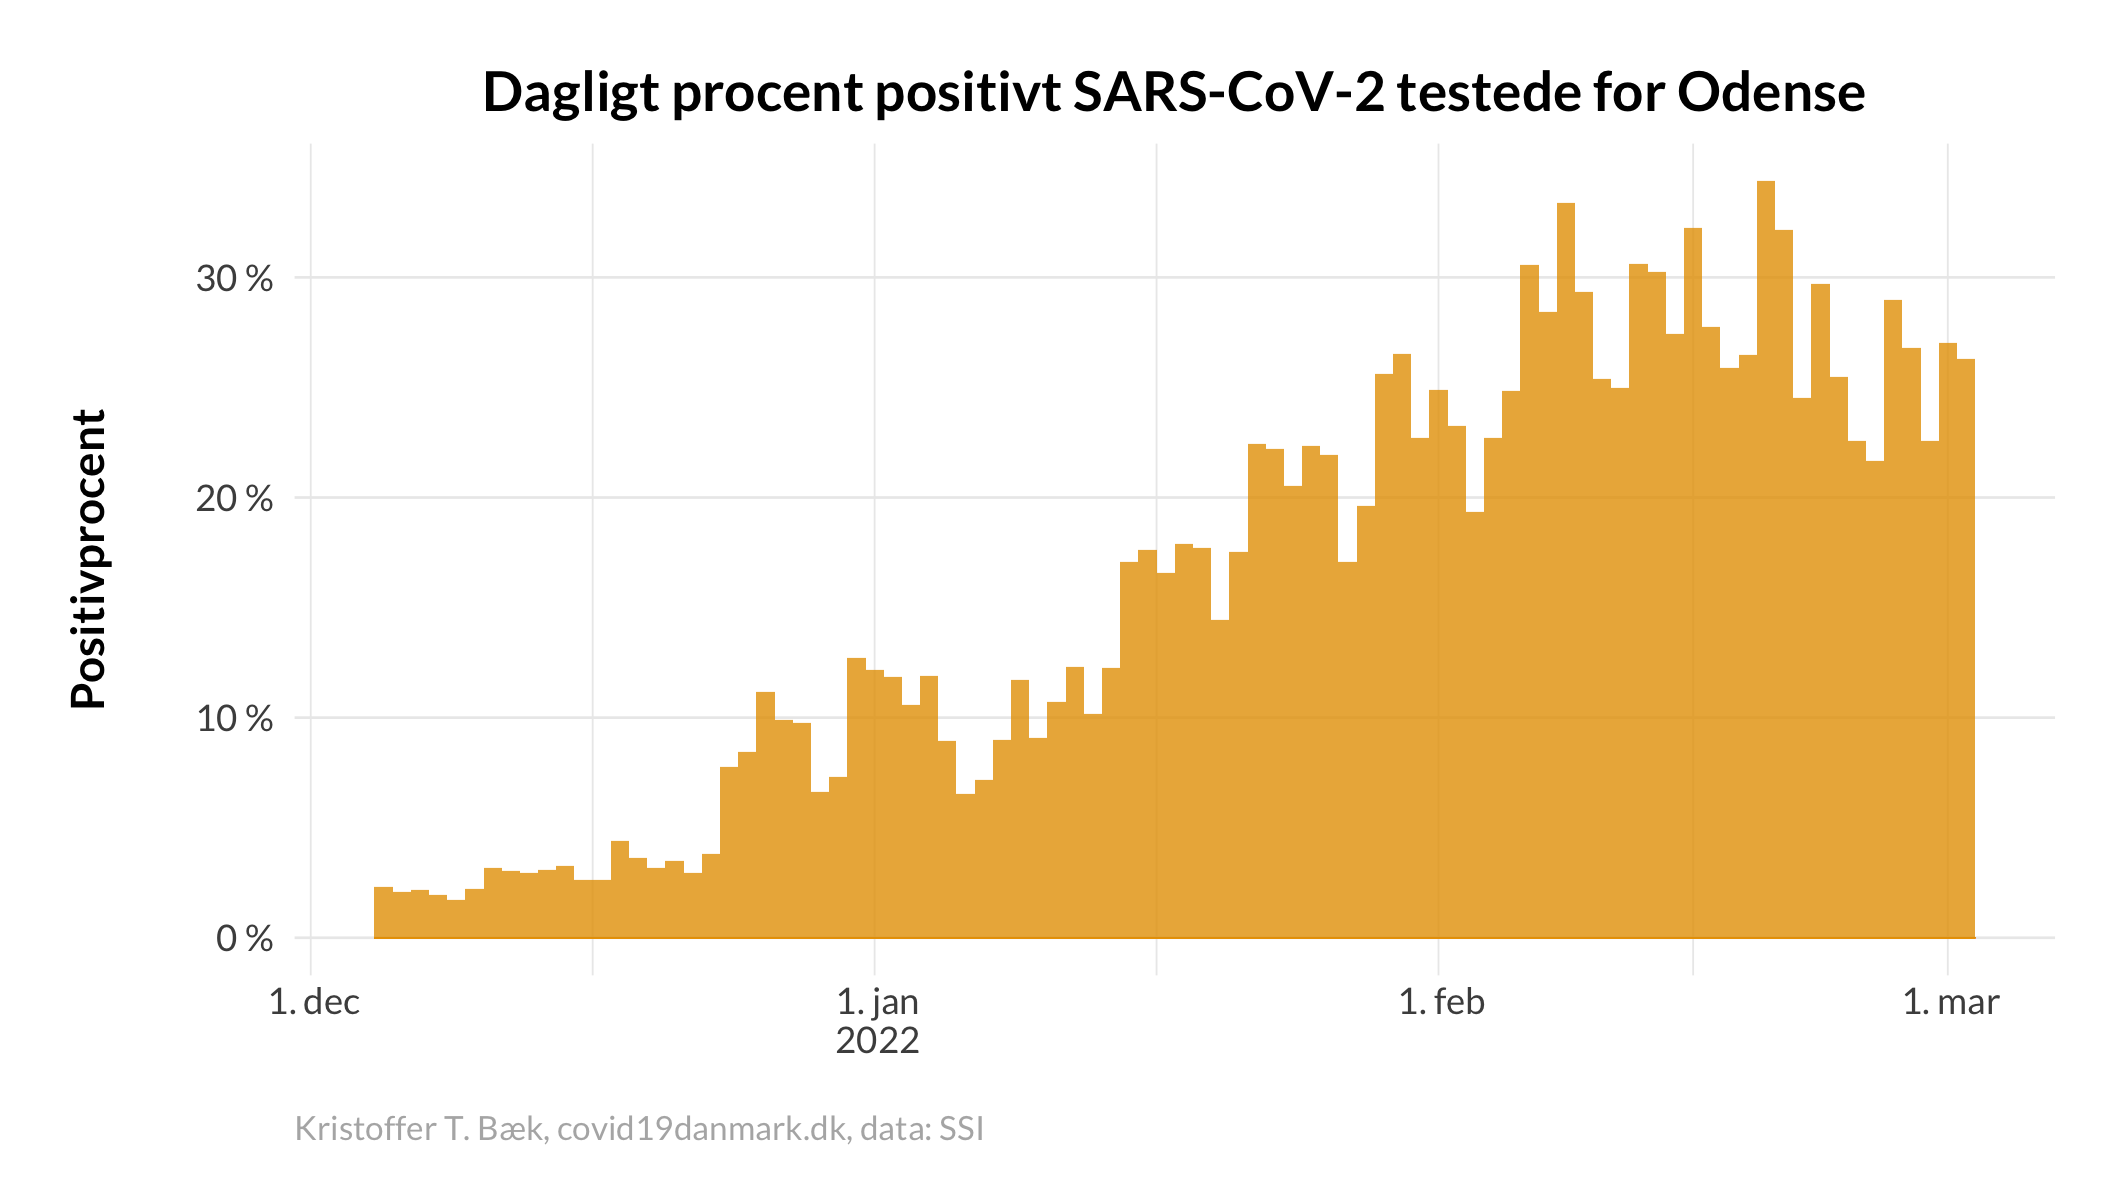 Dagligt procent positivt SARS-CoV-2 testede for Odense
Positivprocent
30 %
20 %
10 %
0 %
1. dec
1. jan
2022
1. feb
1. mar
Kristoffer T. Bæk, covid19danmark.dk, data: SSI